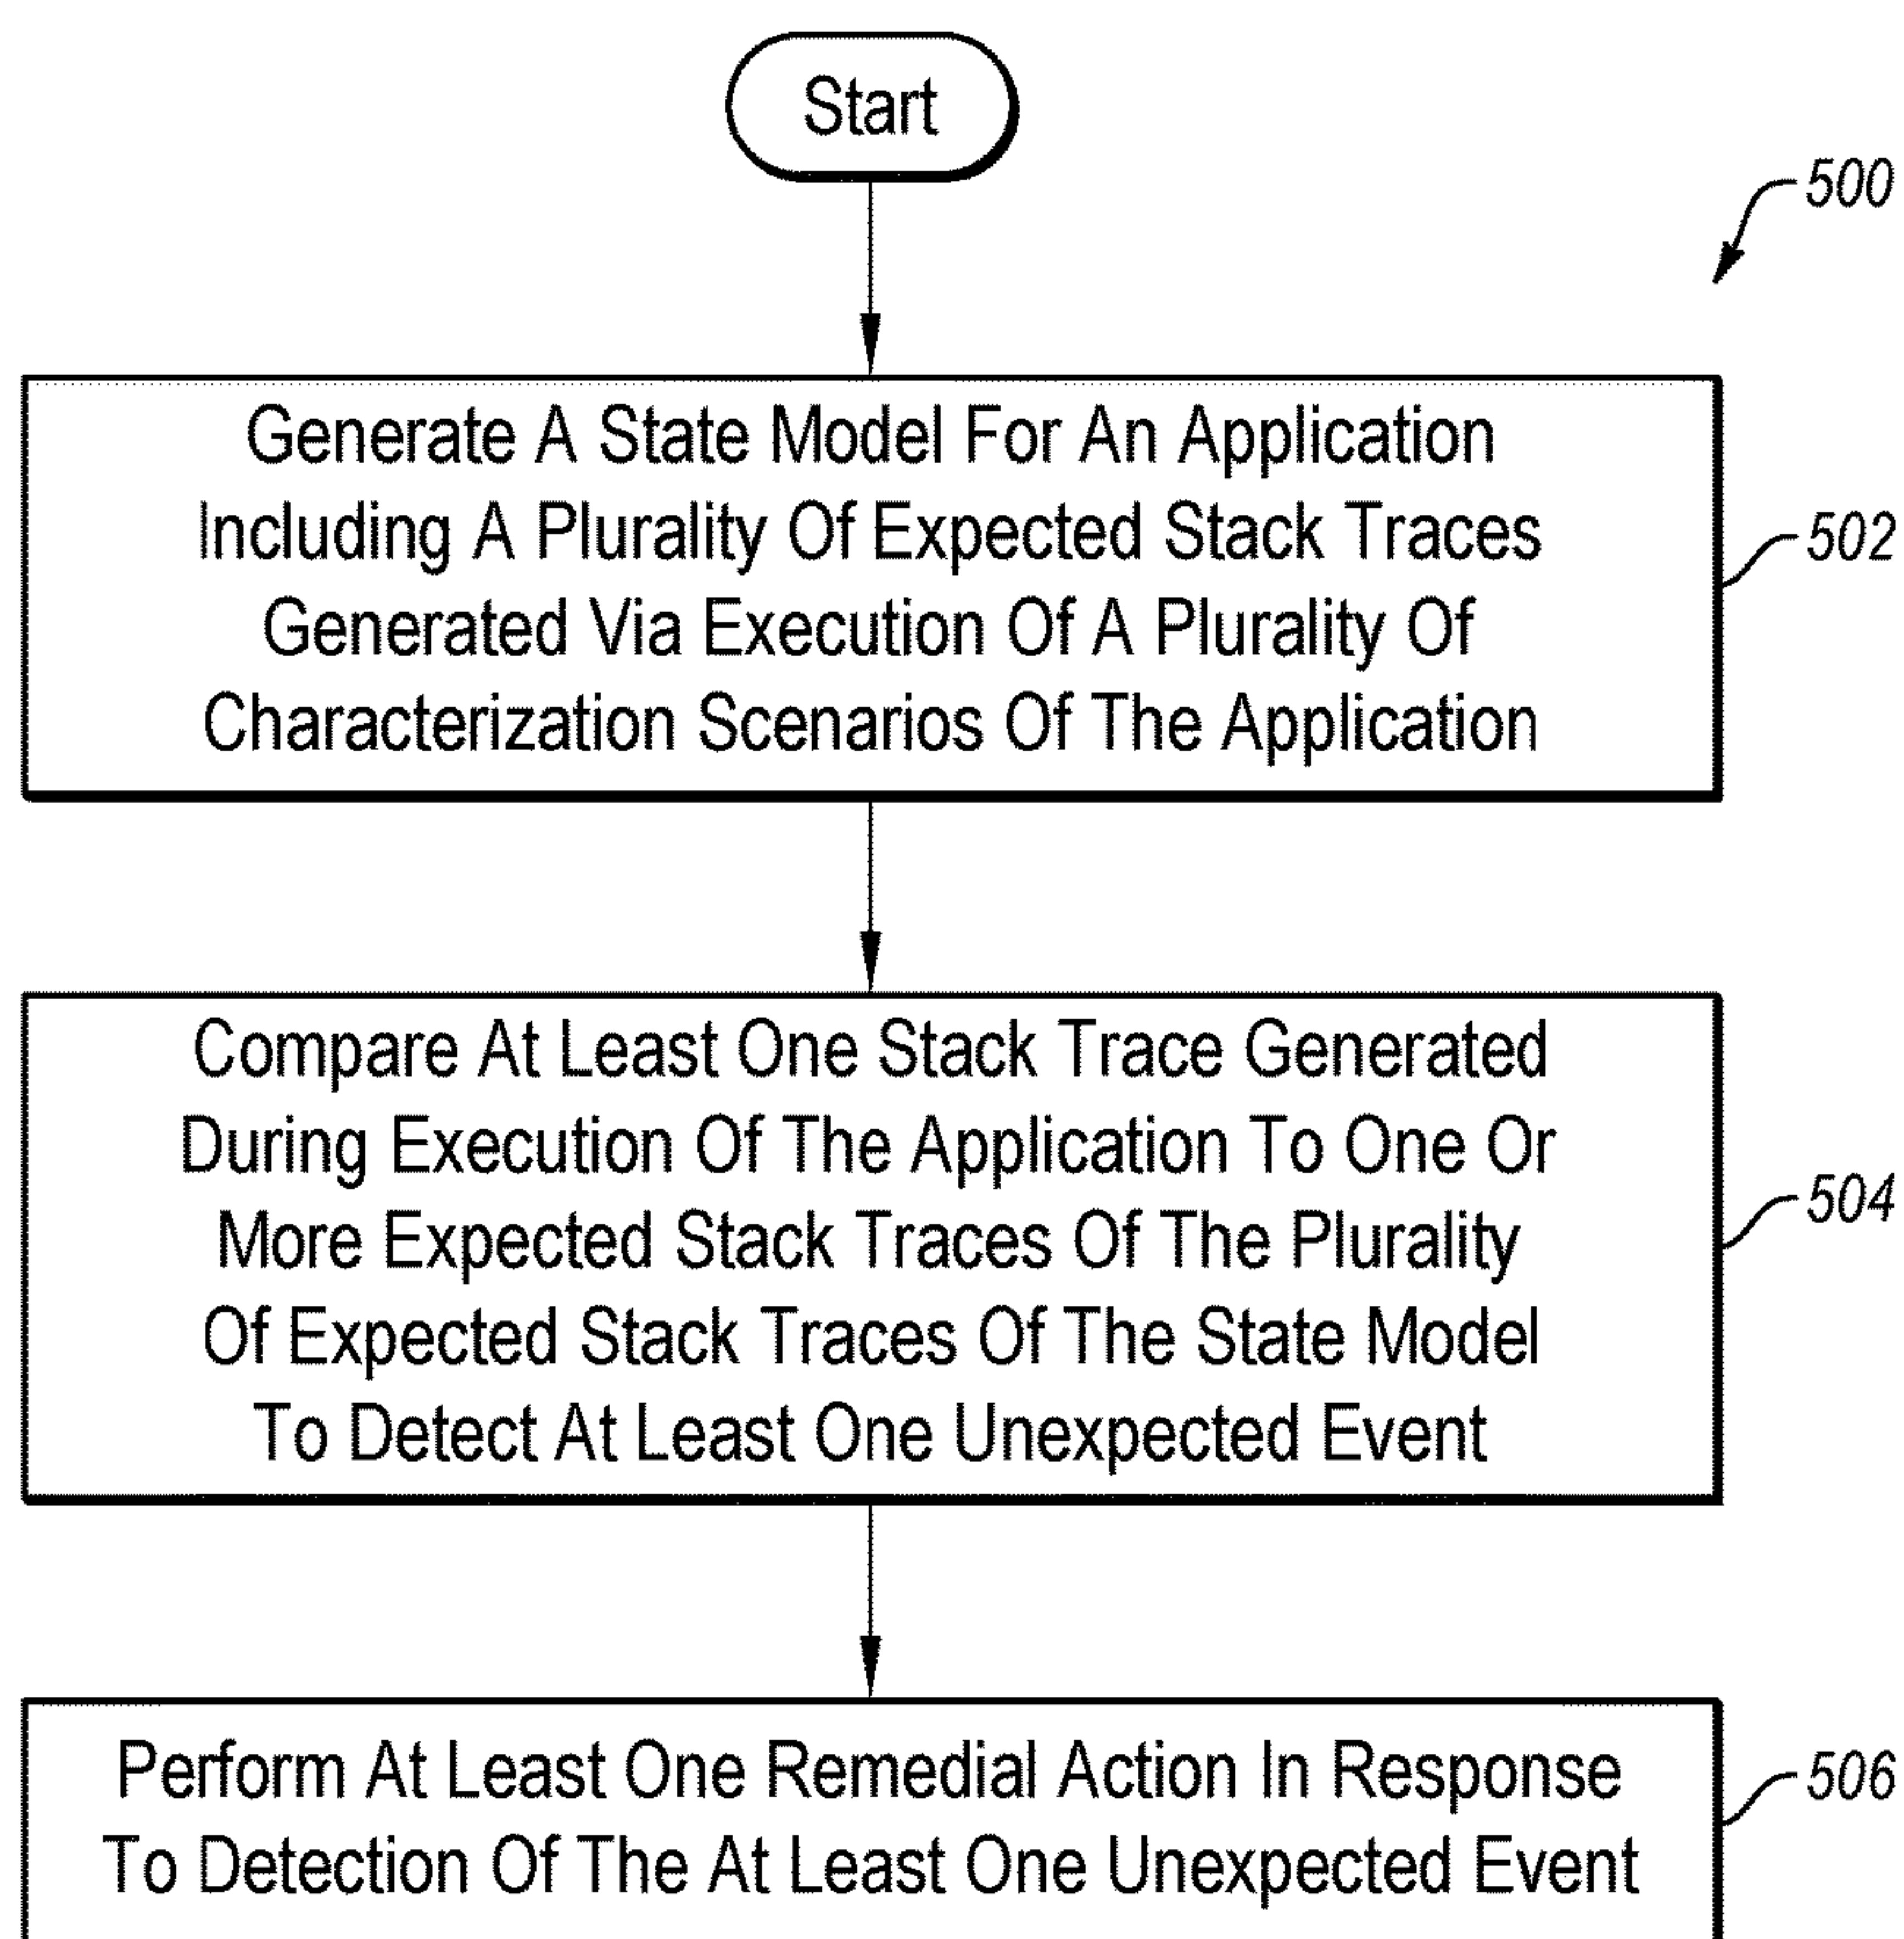 Start
500
Generate A State Model For An Application
Including A Plurality Of Expected Stack Traces
Generated Via Execution Of A Plurality Of
Characterization Scenarios Of The Application
502
Compare At Least One Stack Trace Generated
During Execution Of The Application To One Or
More Expected Stack Traces Of The Plurality
Of Expected Stack Traces Of The State Model
To Detect At Least One Unexpected Event
504
Perform At Least One Remedial Action In Response
To Detection Of The At Least One Unexpected Event
506